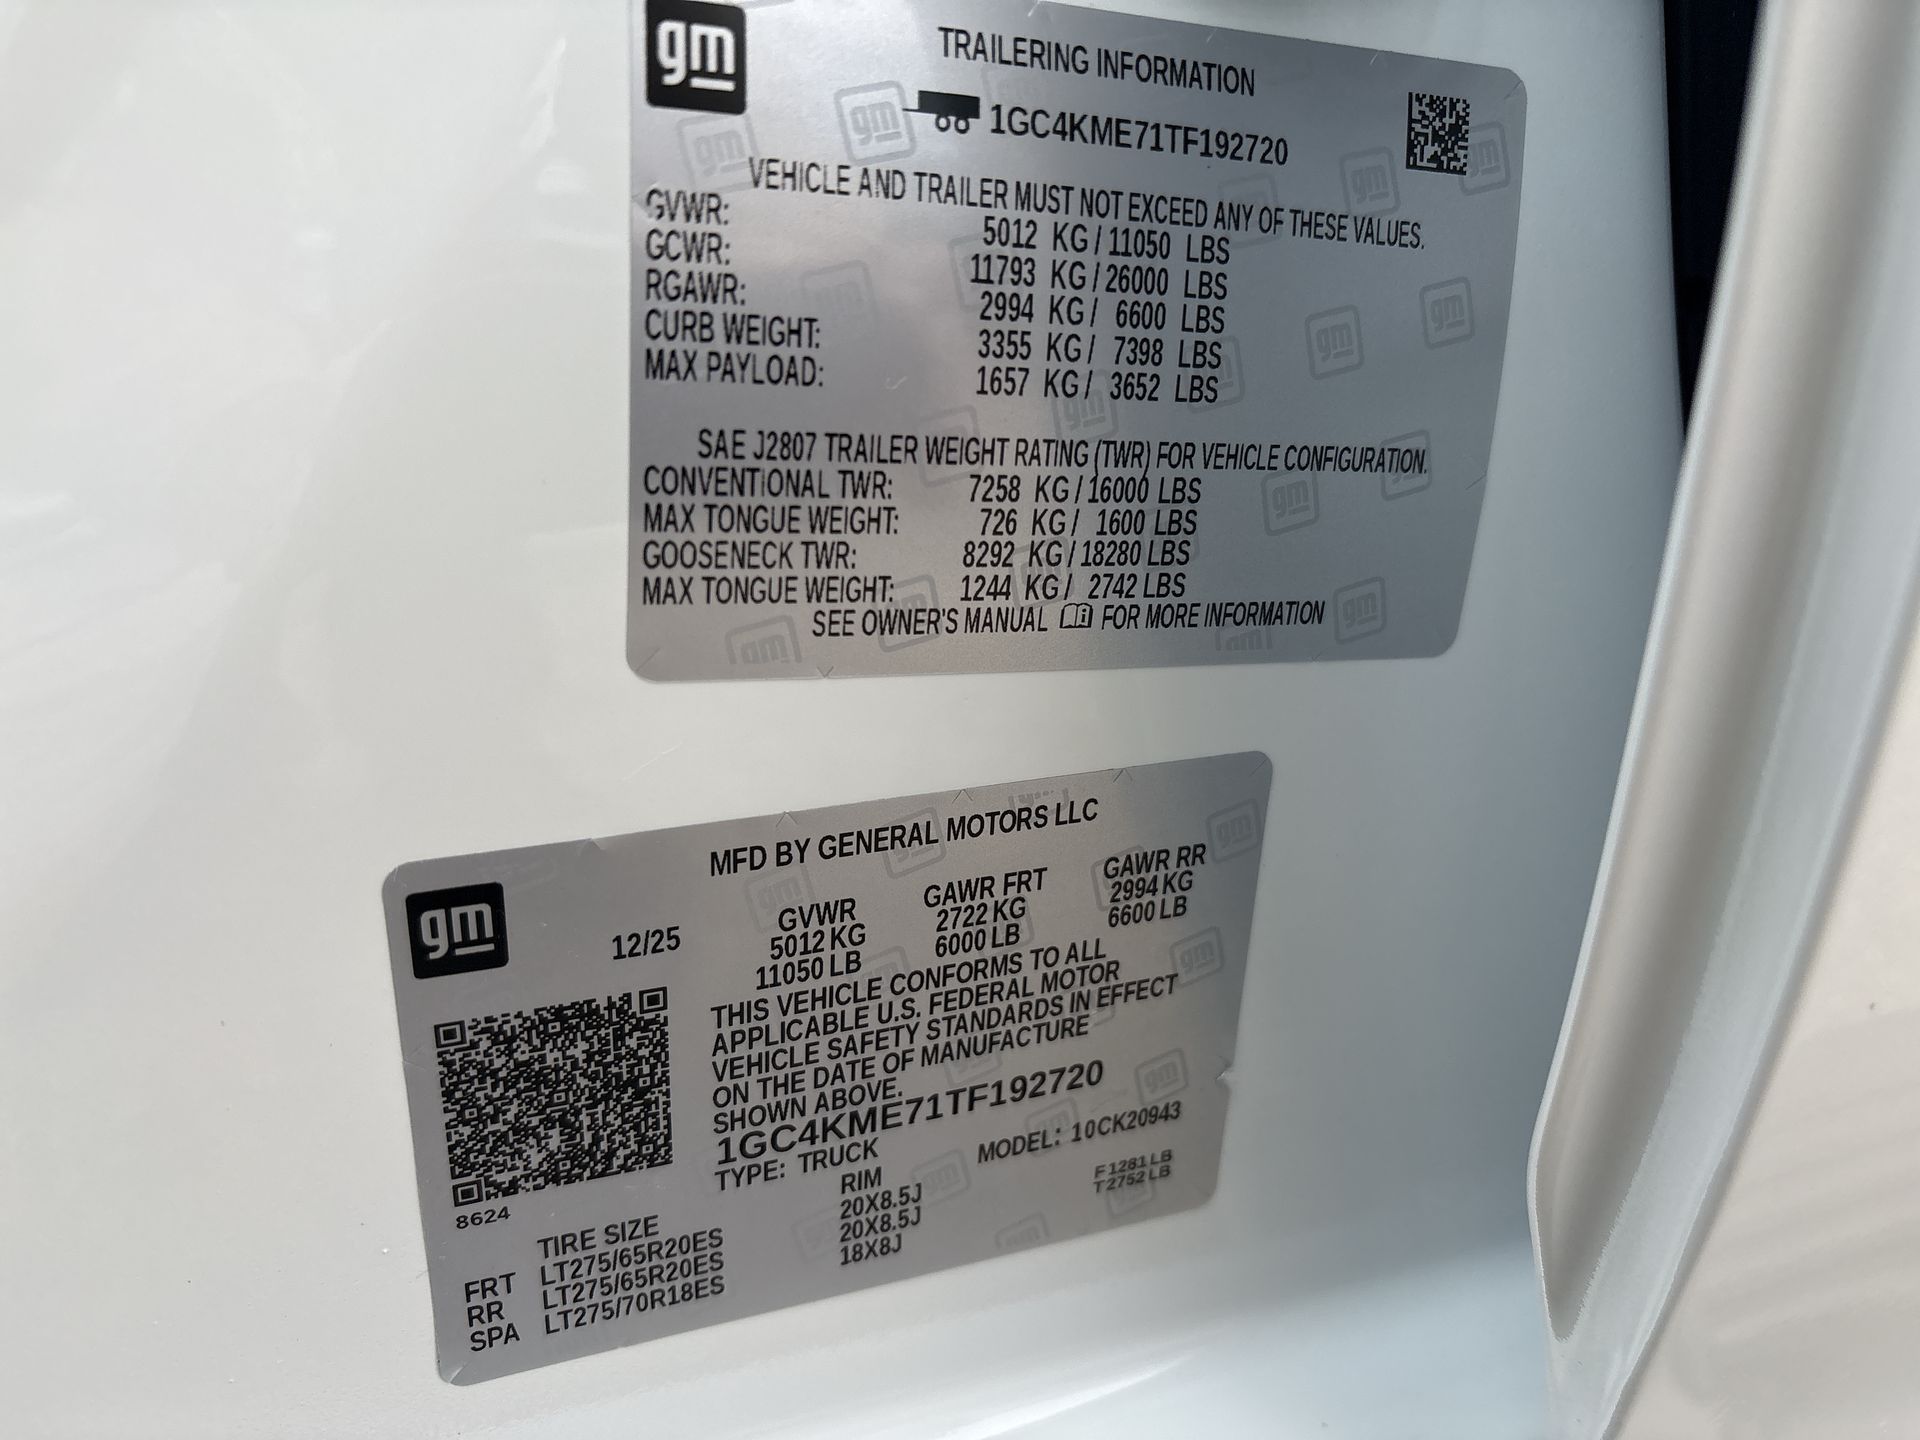 gm
TRAILERING INFORMATION
1GC4KME71TF192720
VEHICLE AND TRAILER MUST NOT EXCEED ANY OF THESE VALUES.
GVWR: 5012 KG / 11050 LBS
GCWR: 11793 KG / 26000 LBS
RGAWR: 2994 KG / 6600 LBS
CURB WEIGHT: 3355 KG / 7398 LBS
MAX PAYLOAD: 1657 KG / 3652 LBS
SAE J2807 TRAILER WEIGHT RATING (TWR) FOR VEHICLE CONFIGURATION.
CONVENTIONAL TWR: 7258 KG / 16000 LBS
MAX TONGUE WEIGHT: 726 KG / 1600 LBS
GOOSENECK TWR: 8292 KG / 18280 LBS
MAX TONGUE WEIGHT: 1244 KG / 2742 LBS
SEE OWNER'S MANUAL FOR MORE INFORMATION
gm
MFD BY GENERAL MOTORS LLC
12/25 GVWR GAWR FRT GAWR RR
5012 KG 2722 KG 2994 KG
11050 LB 6000 LB 6600 LB
THIS VEHICLE CONFORMS TO ALL
APPLICABLE U.S. FEDERAL MOTOR
VEHICLE SAFETY STANDARDS IN EFFECT
ON THE DATE OF MANUFACTURE
SHOWN ABOVE.
1GC4KME71TF192720
TYPE: TRUCK MODEL: 10CK20943
F1281 LB
T2752 LB
8624
TIRE SIZE RIM
FRT LT275/65R20ES 20X8.5J
RR LT275/65R20ES 20X8.5J
SPA LT275/70R18ES 18X8J